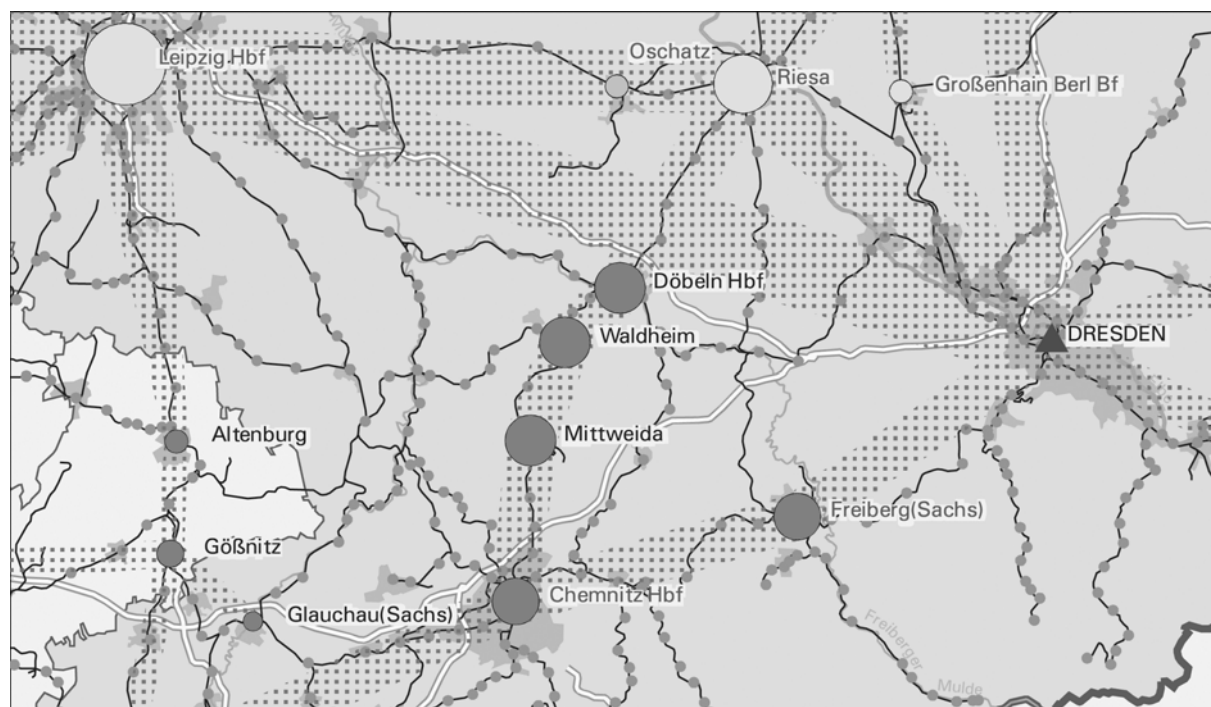 Leipzig Hbf
Oschatz
Riesa
Großenhain Berl Bf
Döbeln Hbf
Waldheim
DRESDEN
Altenburg
Mittweida
Freiberg(Sachs)
Gößnitz
Chemnitz Hbf
Glauchau(Sachs)
Freiberger
Mulde